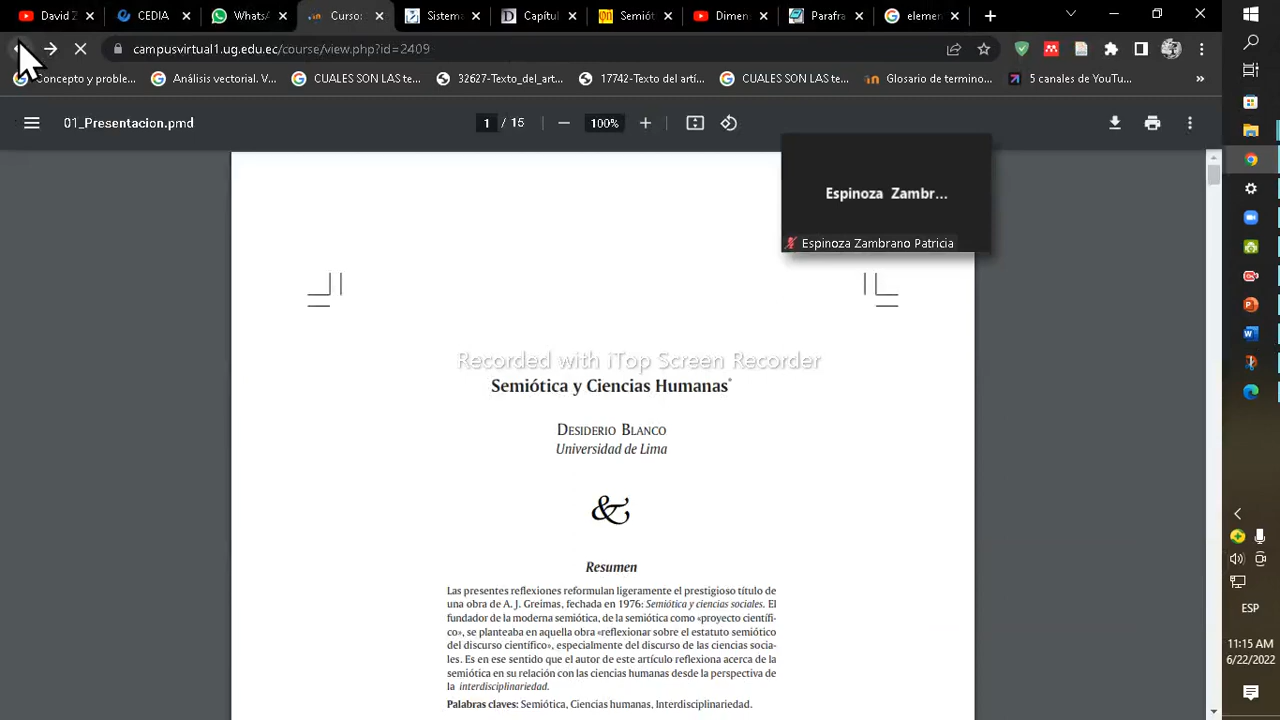 David Z
CEDIA
WhatsA
Curso:
Sistema
Capítul
Semiót
Dimen
Parafra
elemen
campusvirtual1.ug.edu.ec/course/view.php?id=2409
Concepto y proble...
Análisis vectorial. V...
CUALES SON LAS te...
32627-Texto_del_ar...
17742-Texto del artí...
CUALES SON LAS te...
Glosario de termino...
5 canales de YouTu...
»
01_Presentacion.pmd
1 / 15
100%
Espinoza Zambr...
Espinoza Zambrano Patricia
Recorded with iTop Screen Recorder
Semiótica y Ciencias Humanas*
DESIDERIO BLANCO
Universidad de Lima
&
Resumen
Las presentes reflexiones reformulan ligeramente el prestigioso título de
una obra de A. J. Greimas, fechada en 1976: Semiótica y ciencias sociales. El
fundador de la moderna semiótica, de la semiótica como «proyecto científi-
co», se planteaba en aquella obra «reflexionar sobre el estatuto semiótico
del discurso científico», especialmente del discurso de las ciencias socia-
les. Es en ese sentido que el autor de este artículo reflexiona acerca de la
semiótica en su relación con las ciencias humanas desde la perspectiva de
la interdisciplinariedad.
Palabras claves: Semiótica, Ciencias humanas, Interdisciplinariedad.
ESP
11:15 AM
6/22/2022